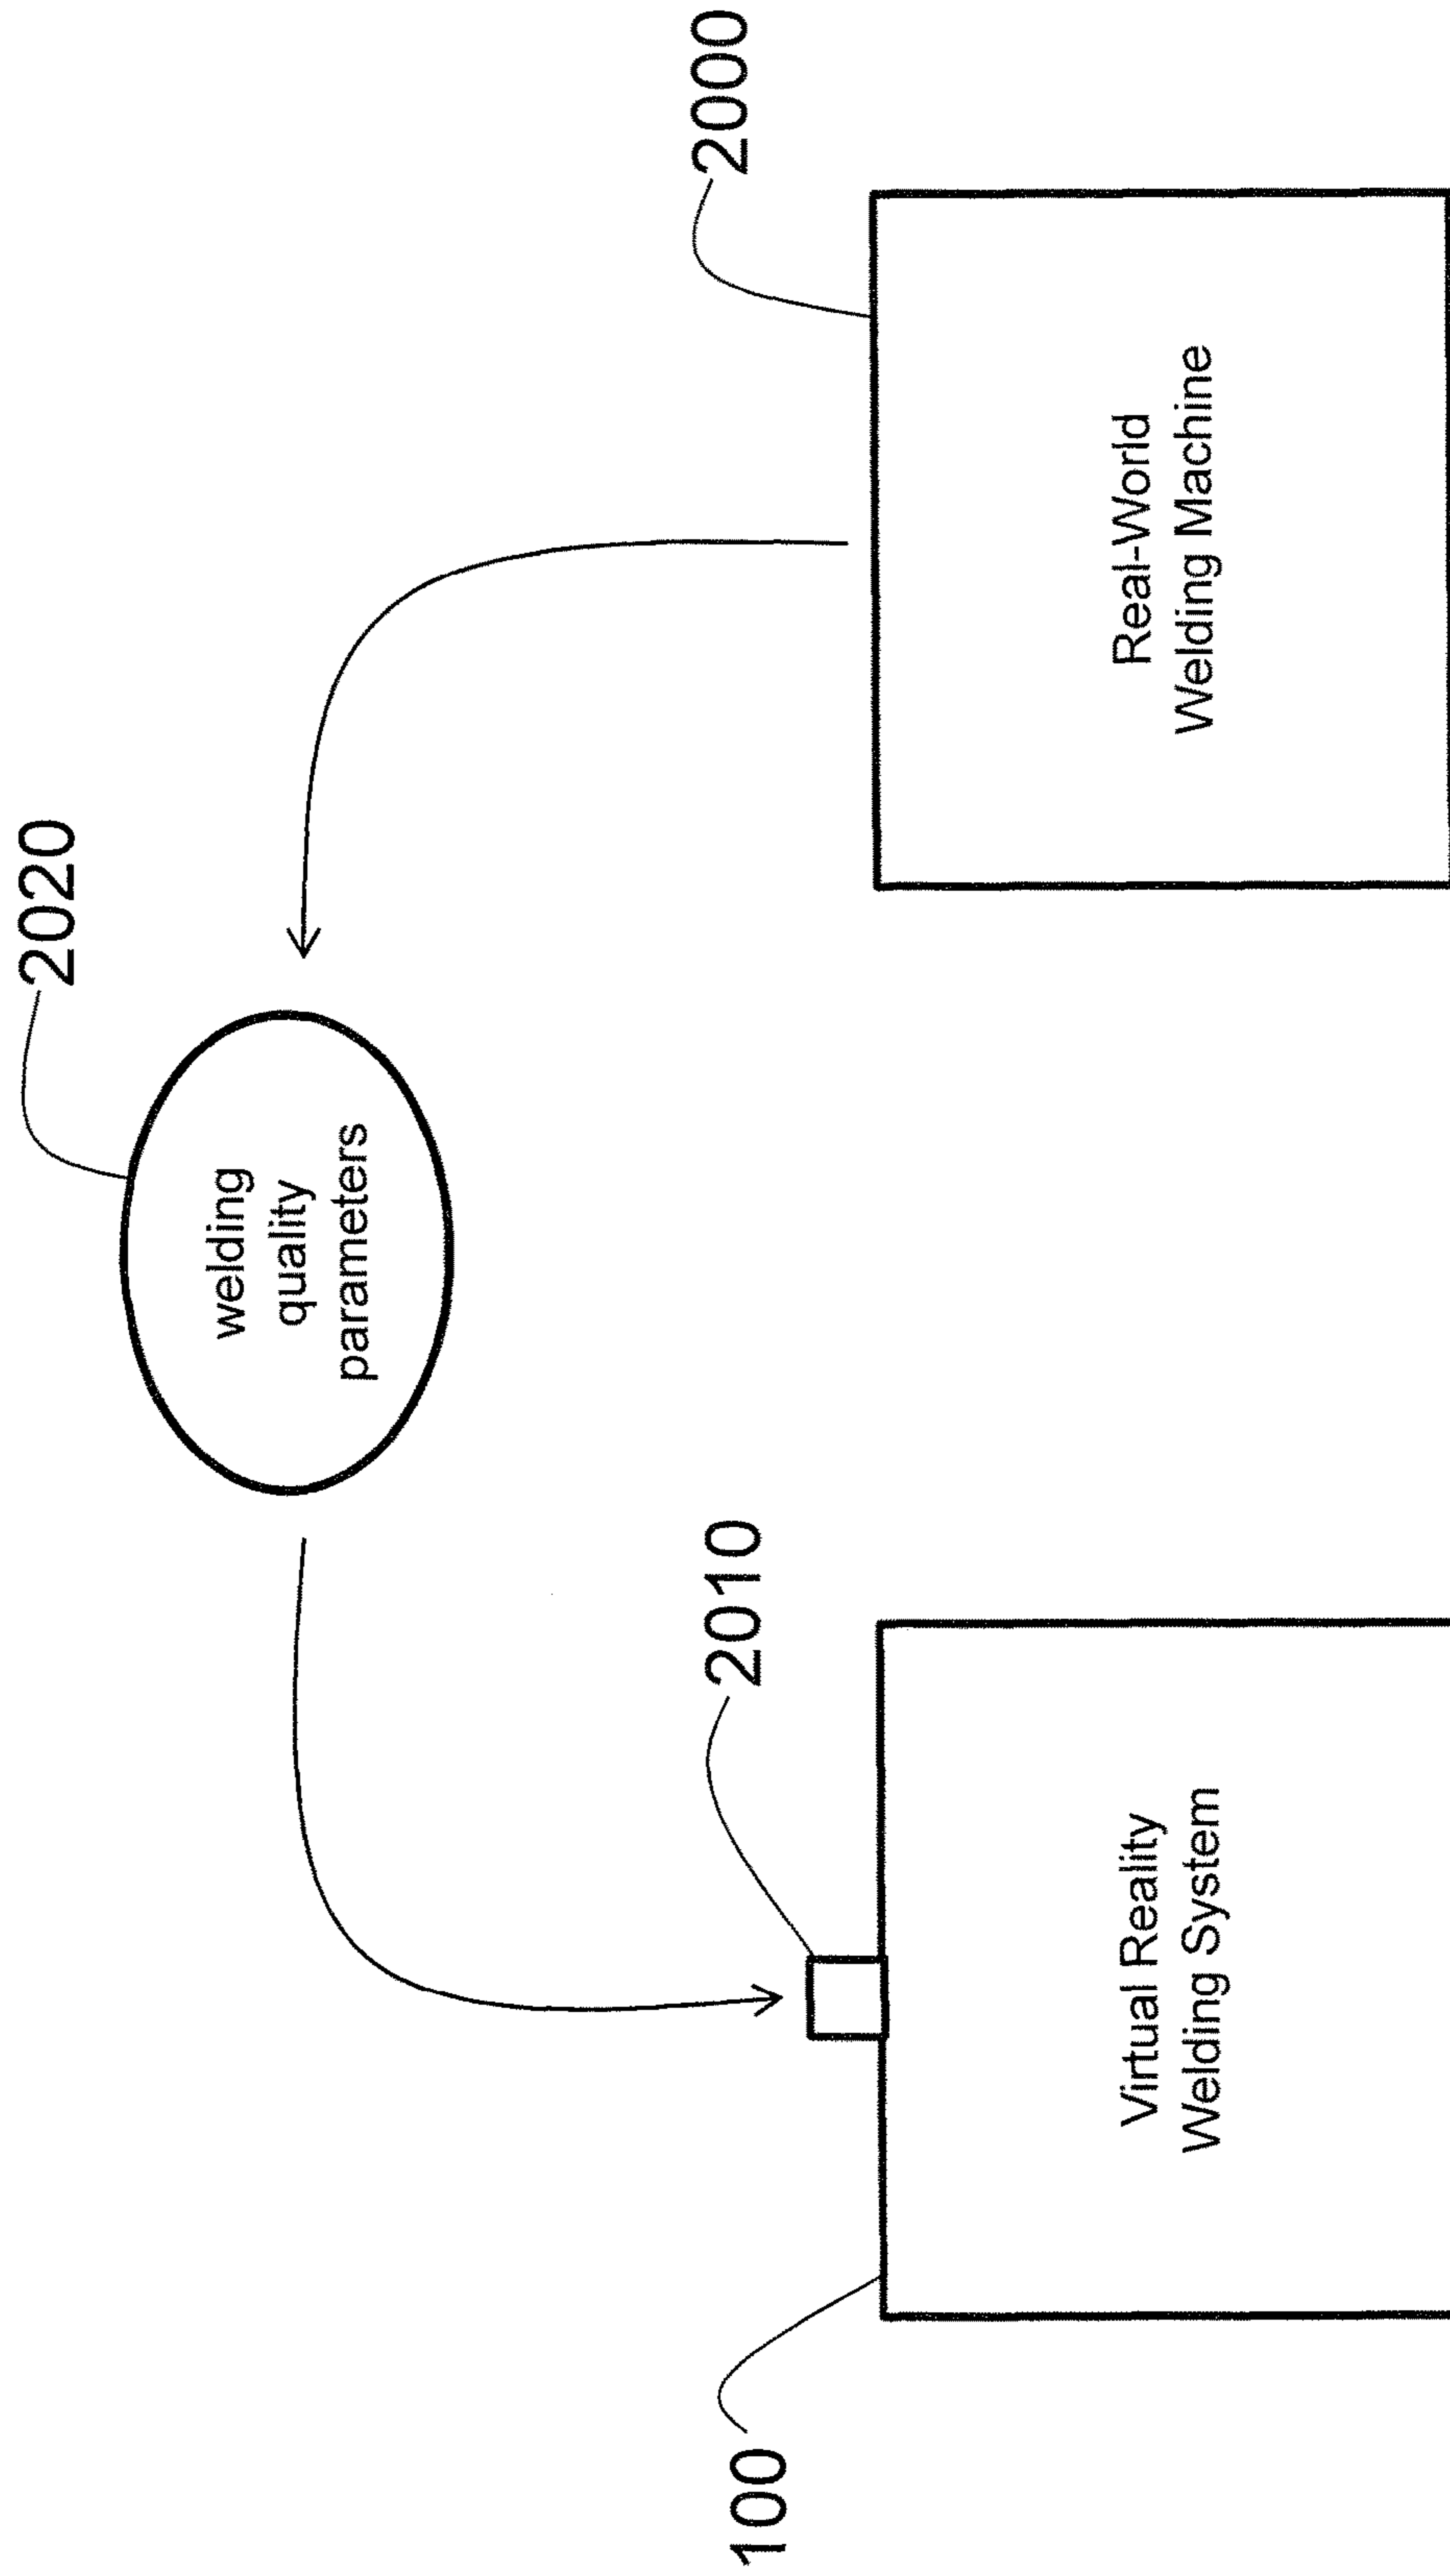 2020
welding
quality
parameters
2010
2000
100
Virtual Reality
Welding System
Real-World
Welding Machine